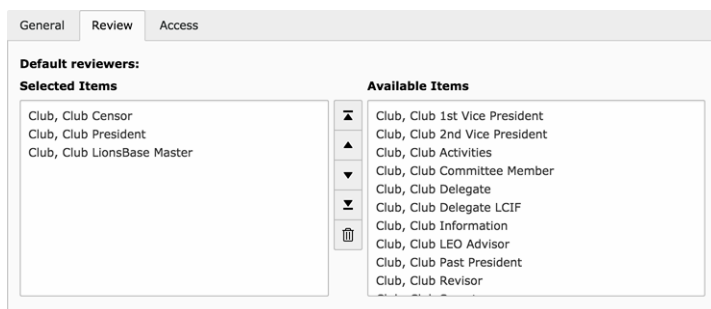 General Review Access
Default reviewers:
Selected Items
Club, Club Censor
Club, Club President
Club, Club LionsBase Master
Available Items
Club, Club 1st Vice President
Club, Club 2nd Vice President
Club, Club Activities
Club, Club Committee Member
Club, Club Delegate
Club, Club Delegate LCIF
Club, Club Information
Club, Club LEO Advisor
Club, Club Past President
Club, Club Revisor